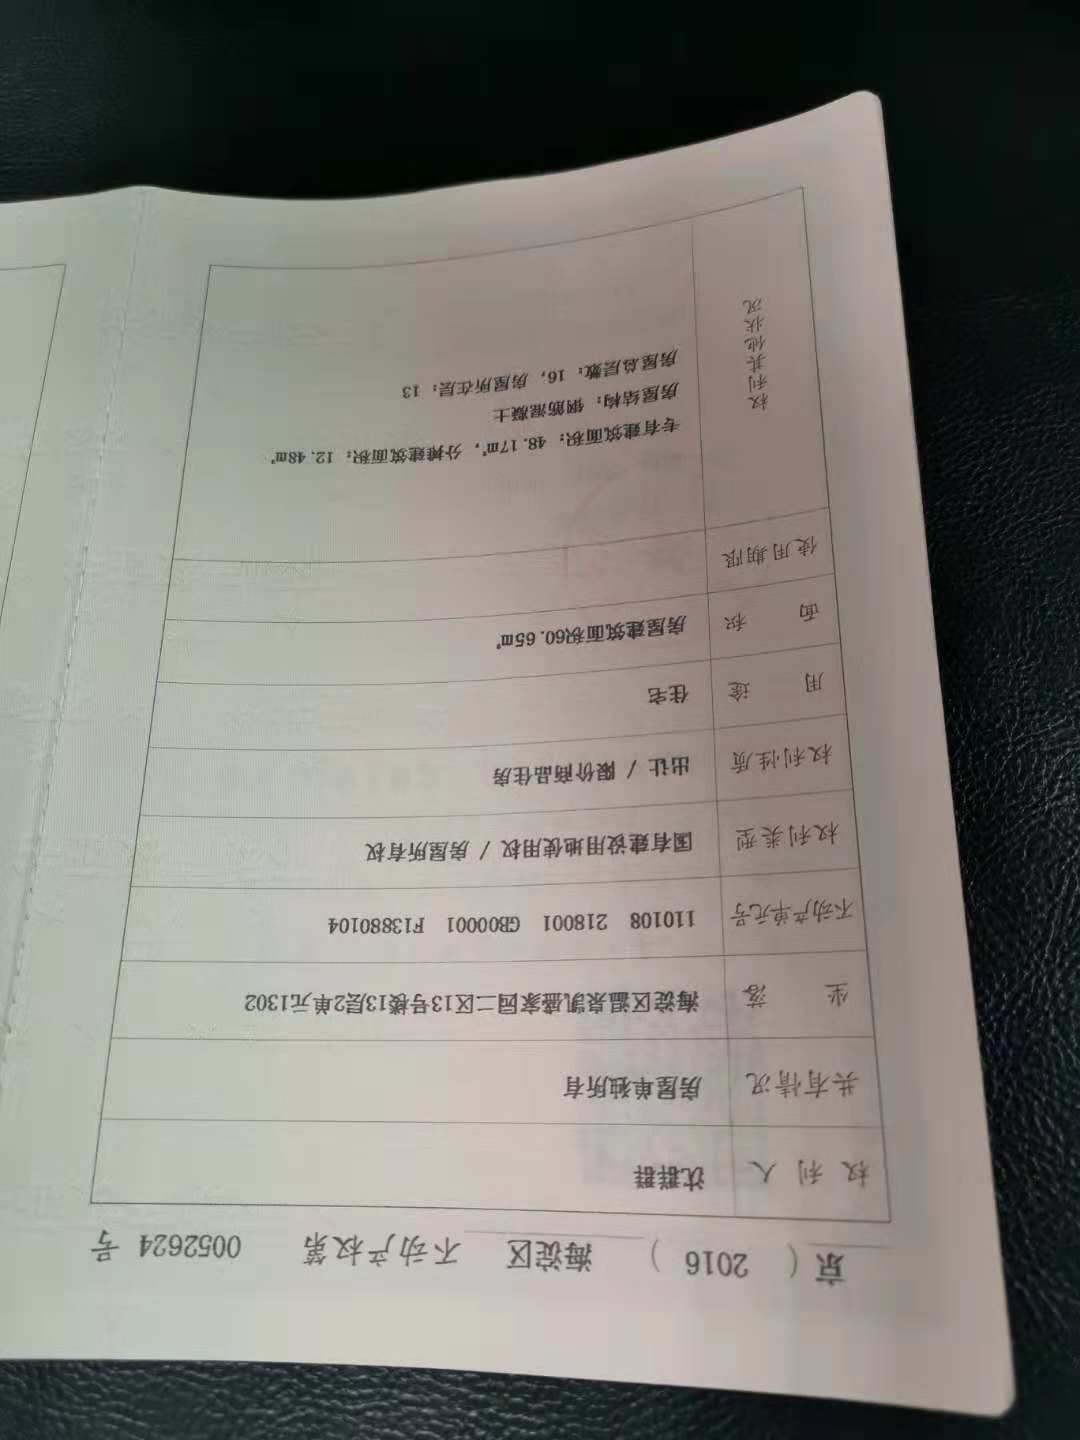 京（ 2016 ） 海淀区 不动产权第 0052624 号
权利人 沈群群
共有情况 房屋单独所有
坐落 海淀区温泉凯盛家园二区13号楼13层2单元1302
不动产单元号 110108 218001 GB00001 F13880104
权利类型 国有建设用地使用权 / 房屋所有权
权利性质 出让 / 限价商品住房
用途 住宅
面积 房屋建筑面积60.65㎡
使用期限
权利其他状况
专有建筑面积：48.17㎡，分摊建筑面积：12.48㎡
房屋结构：钢筋混凝土
房屋总层数：16，房屋所在层：13